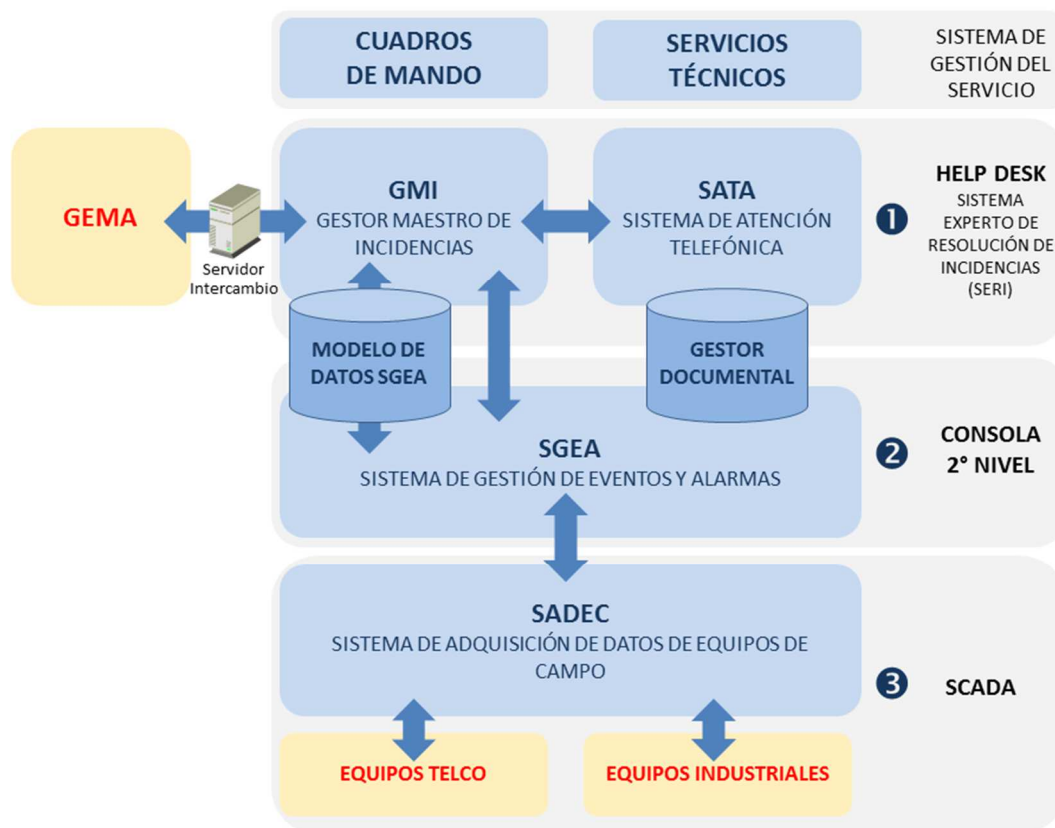 CUADROS
DE MANDO
SERVICIOS
TÉCNICOS
SISTEMA DE
GESTIÓN DEL
SERVICIO
GEMA
Servidor
Intercambio
GMI
GESTOR MAESTRO DE
INCIDENCIAS
SATA
SISTEMA DE ATENCIÓN
TELEFÓNICA
1
HELP DESK
SISTEMA
EXPERTO DE
RESOLUCIÓN DE
INCIDENCIAS
(SERI)
MODELO DE
DATOS SGEA
GESTOR
DOCUMENTAL
SGEA
SISTEMA DE GESTIÓN DE EVENTOS Y ALARMAS
2
CONSOLA
2° NIVEL
SADEC
SISTEMA DE ADQUISICIÓN DE DATOS DE EQUIPOS DE
CAMPO
3
SCADA
EQUIPOS TELCO
EQUIPOS INDUSTRIALES